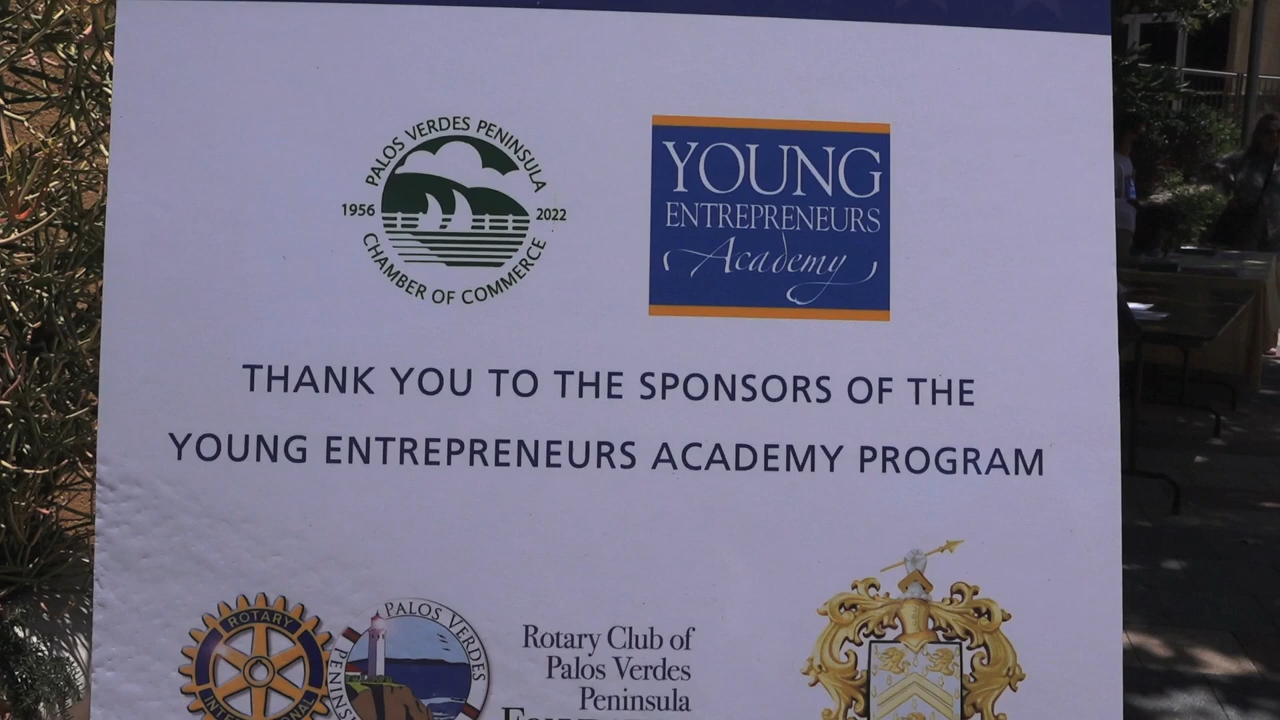 PALOS VERDES PENINSULA
1956
2022
CHAMBER OF COMMERCE
YOUNG
ENTREPRENEURS
Academy
THANK YOU TO THE SPONSORS OF THE
YOUNG ENTREPRENEURS ACADEMY PROGRAM
ROTARY
PALOS VERDES
Rotary Club of
Palos Verdes
Peninsula